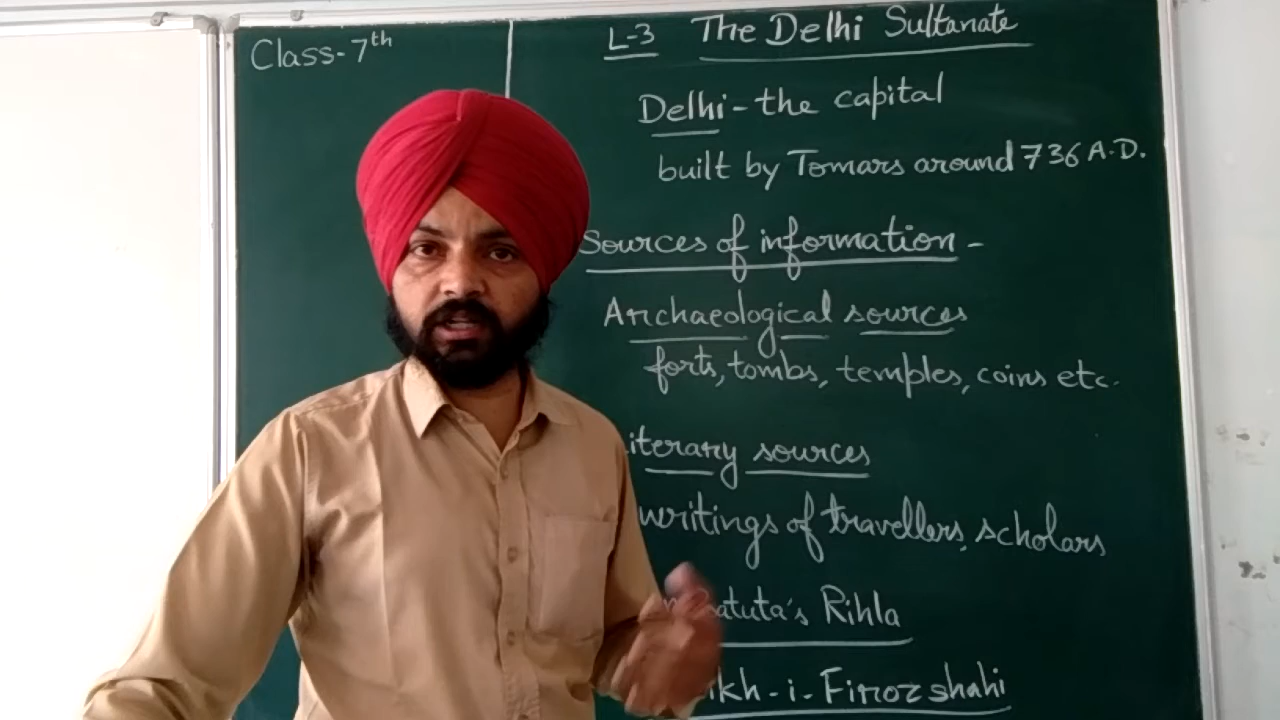 Class-7th
L-3 The Delhi Sultanate
Delhi - the capital
built by Tomars around 736 A.D.
Sources of information -
Archaeological sources
forts, tombs, temples, coins etc.
iterary sources
writings of travellers, scholars
atuta's Rihla
ikh-i-Firozshahi